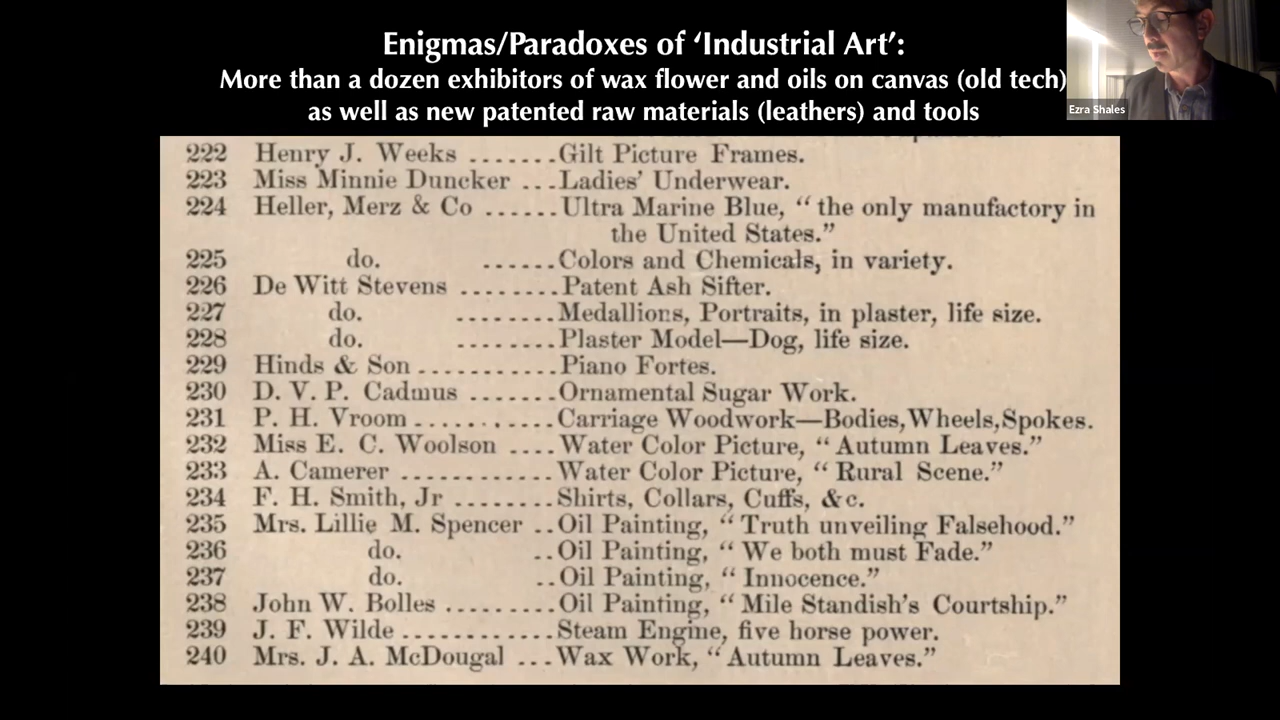 Enigmas/Paradoxes of ‘Industrial Art’:
More than a dozen exhibitors of wax flower and oils on canvas (old tech)
as well as new patented raw materials (leathers) and tools
Ezra Shales
222 Henry J. Weeks .......Gilt Picture Frames.
223 Miss Minnie Duncker ...Ladies’ Underwear.
224 Heller, Merz & Co ......Ultra Marine Blue, “ the only manufactory in
the United States.”
225 do. ......Colors and Chemicals, in variety.
226 De Witt Stevens ........Patent Ash Sifter.
227 do. ........Medallions, Portraits, in plaster, life size.
228 do. ........Plaster Model—Dog, life size.
229 Hinds & Son ...........Piano Fortes.
230 D. V. P. Cadmus .......Ornamental Sugar Work.
231 P. H. Vroom ...........Carriage Woodwork—Bodies,Wheels,Spokes.
232 Miss E. C. Woolson ....Water Color Picture, “ Autumn Leaves.”
233 A. Camerer ............Water Color Picture, “ Rural Scene.”
234 F. H. Smith, Jr ........Shirts, Collars, Cuffs, &c.
235 Mrs. Lillie M. Spencer ..Oil Painting, “ Truth unveiling Falsehood.”
236 do. ..Oil Painting, “ We both must Fade.”
237 do. ..Oil Painting, “ Innocence.”
238 John W. Bolles .........Oil Painting, “ Mile Standish’s Courtship.”
239 J. F. Wilde ............Steam Engine, five horse power.
240 Mrs. J. A. McDougal ...Wax Work, “ Autumn Leaves.”